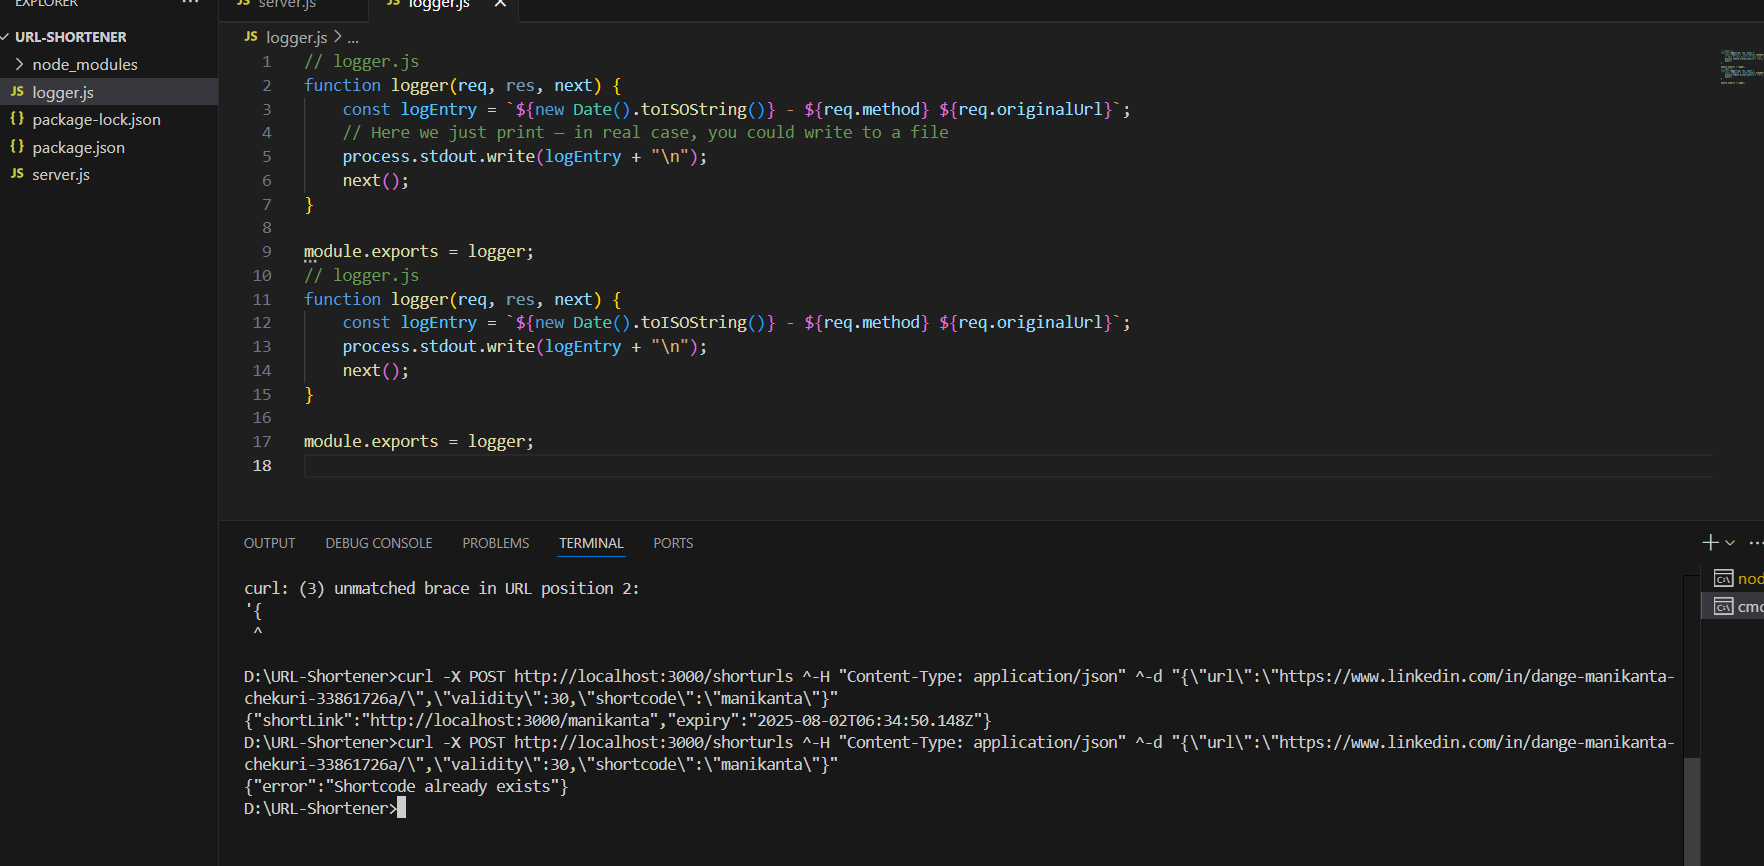 EXPLORER
server.js
JS logger.js
URL-SHORTENER
node_modules
JS logger.js
{} package-lock.json
{} package.json
JS server.js
JS logger.js > ...
1 // logger.js
2 function logger(req, res, next) {
3 const logEntry = `${new Date().toISOString()} - ${req.method} ${req.originalUrl}`;
4 // Here we just print – in real case, you could write to a file
5 process.stdout.write(logEntry + "\n");
6 next();
7 }
8
9 module.exports = logger;
10 // logger.js
11 function logger(req, res, next) {
12 const logEntry = `${new Date().toISOString()} - ${req.method} ${req.originalUrl}`;
13 process.stdout.write(logEntry + "\n");
14 next();
15 }
16
17 module.exports = logger;
18
OUTPUT DEBUG CONSOLE PROBLEMS TERMINAL PORTS
curl: (3) unmatched brace in URL position 2:
'{
^
D:\URL-Shortener>curl -X POST http://localhost:3000/shorturls ^-H "Content-Type: application/json" ^-d "{\"url\":\"https://www.linkedin.com/in/dange-manikanta-
chekuri-33861726a/\",\"validity\":30,\"shortcode\":\"manikanta\"}"
{"shortLink":"http://localhost:3000/manikanta","expiry":"2025-08-02T06:34:50.148Z"}
D:\URL-Shortener>curl -X POST http://localhost:3000/shorturls ^-H "Content-Type: application/json" ^-d "{\"url\":\"https://www.linkedin.com/in/dange-manikanta-
chekuri-33861726a/\",\"validity\":30,\"shortcode\":\"manikanta\"}"
{"error":"Shortcode already exists"}
D:\URL-Shortener>